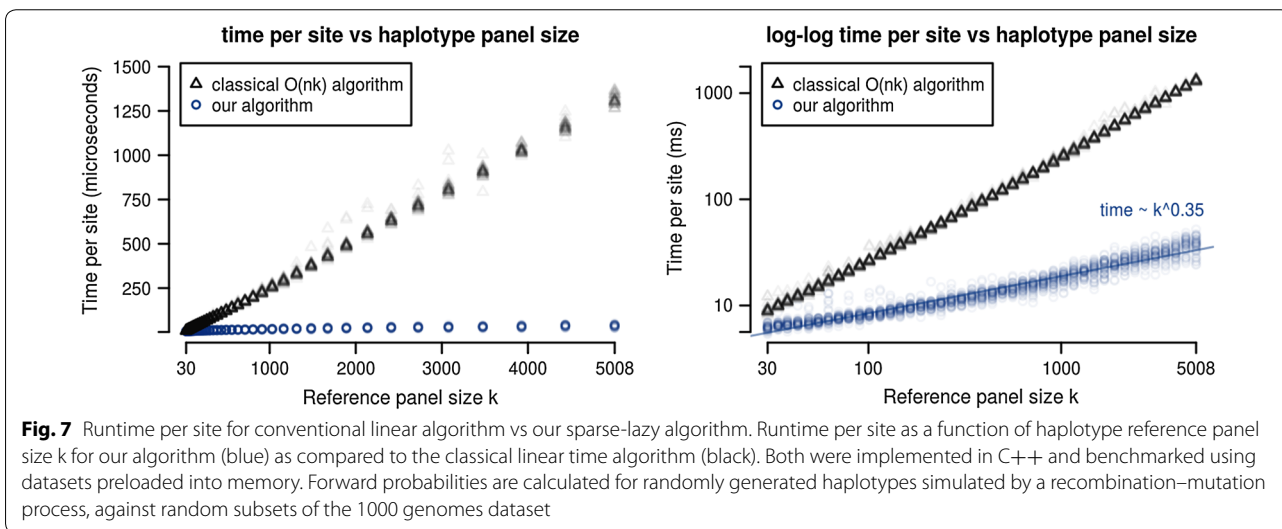 time per site vs haplotype panel size
Time per site (microseconds)
1500
1250
1000
750
500
250
classical O(nk) algorithm
our algorithm
30 1000 2000 3000 4000 5008
Reference panel size k
log-log time per site vs haplotype panel size
Time per site (ms)
1000
100
10
classical O(nk) algorithm
our algorithm
time ~ k^0.35
30 100 1000 5008
Reference panel size k
Fig. 7 Runtime per site for conventional linear algorithm vs our sparse-lazy algorithm. Runtime per site as a function of haplotype reference panel
size k for our algorithm (blue) as compared to the classical linear time algorithm (black). Both were implemented in C++ and benchmarked using
datasets preloaded into memory. Forward probabilities are calculated for randomly generated haplotypes simulated by a recombination–mutation
process, against random subsets of the 1000 genomes dataset